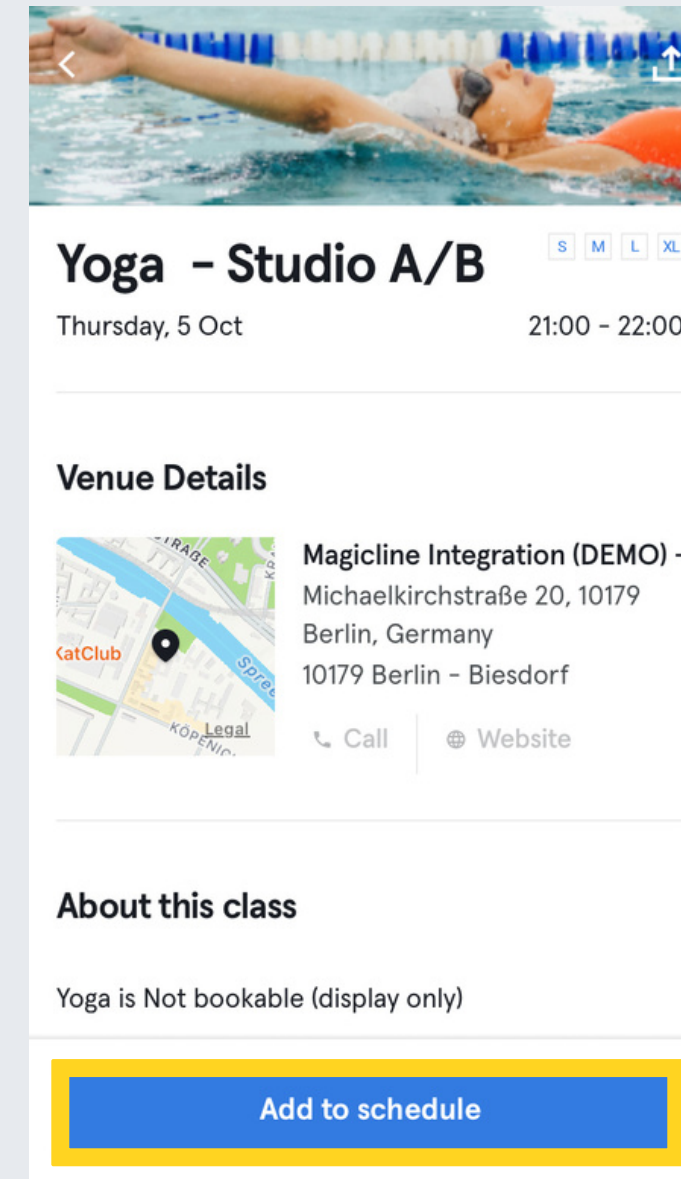 Yoga - Studio A/B
S M L XL
Thursday, 5 Oct
21:00 - 22:00
Venue Details
KatClub
Spree
Legal
Magicline Integration (DEMO) -
Michaelkirchstraße 20, 10179
Berlin, Germany
10179 Berlin - Biesdorf
Call
Website
About this class
Yoga is Not bookable (display only)
Add to schedule